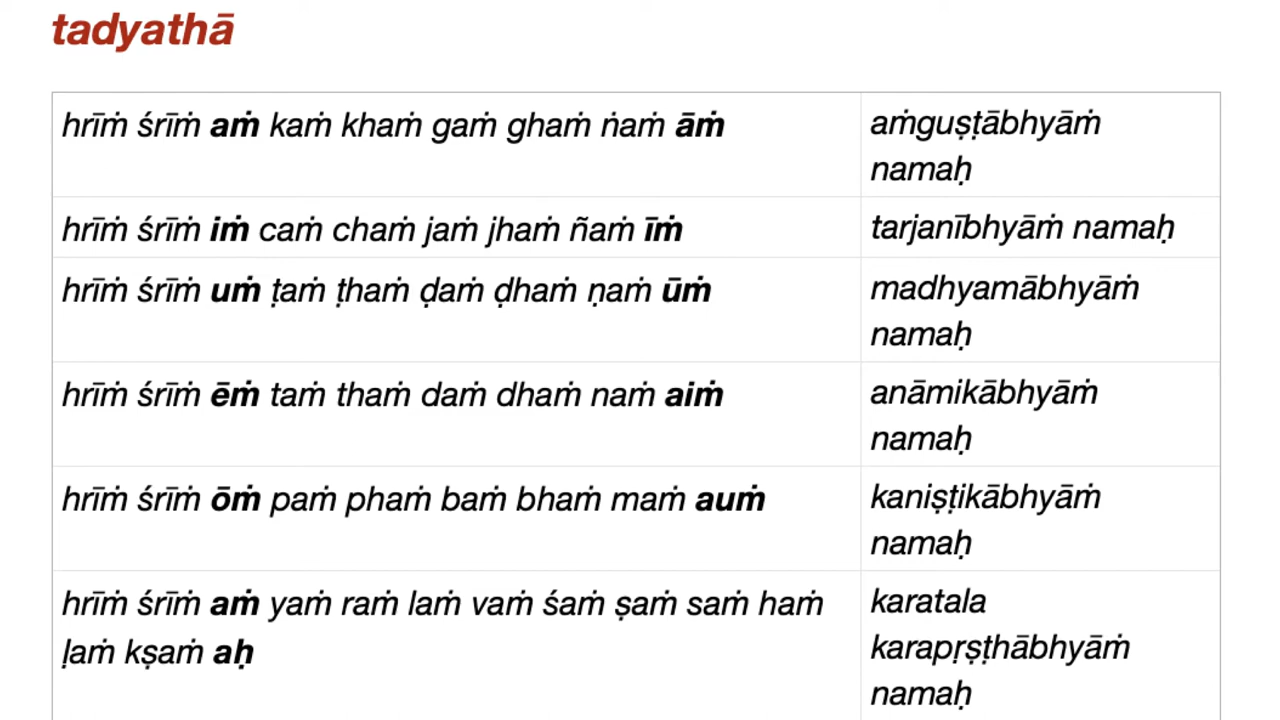 tadyathā
hrīṁ śrīṁ aṁ kaṁ khaṁ gaṁ ghaṁ ṅaṁ āṁ
aṁguṣṭābhyāṁ
namaḥ
hrīṁ śrīṁ iṁ caṁ chaṁ jaṁ jhaṁ ñaṁ īṁ
tarjanībhyāṁ namaḥ
hrīṁ śrīṁ uṁ ṭaṁ ṭhaṁ ḍaṁ ḍhaṁ ṇaṁ ūṁ
madhyamābhyāṁ
namaḥ
hrīṁ śrīṁ ēṁ taṁ thaṁ daṁ dhaṁ naṁ aiṁ
anāmikābhyāṁ
namaḥ
hrīṁ śrīṁ ōṁ paṁ phaṁ baṁ bhaṁ maṁ auṁ
kaniṣṭikābhyāṁ
namaḥ
hrīṁ śrīṁ aṁ yaṁ raṁ laṁ vaṁ śaṁ ṣaṁ saṁ haṁ
ḷaṁ kṣaṁ aḥ
karatala
karapṛṣṭhābhyāṁ
namaḥ